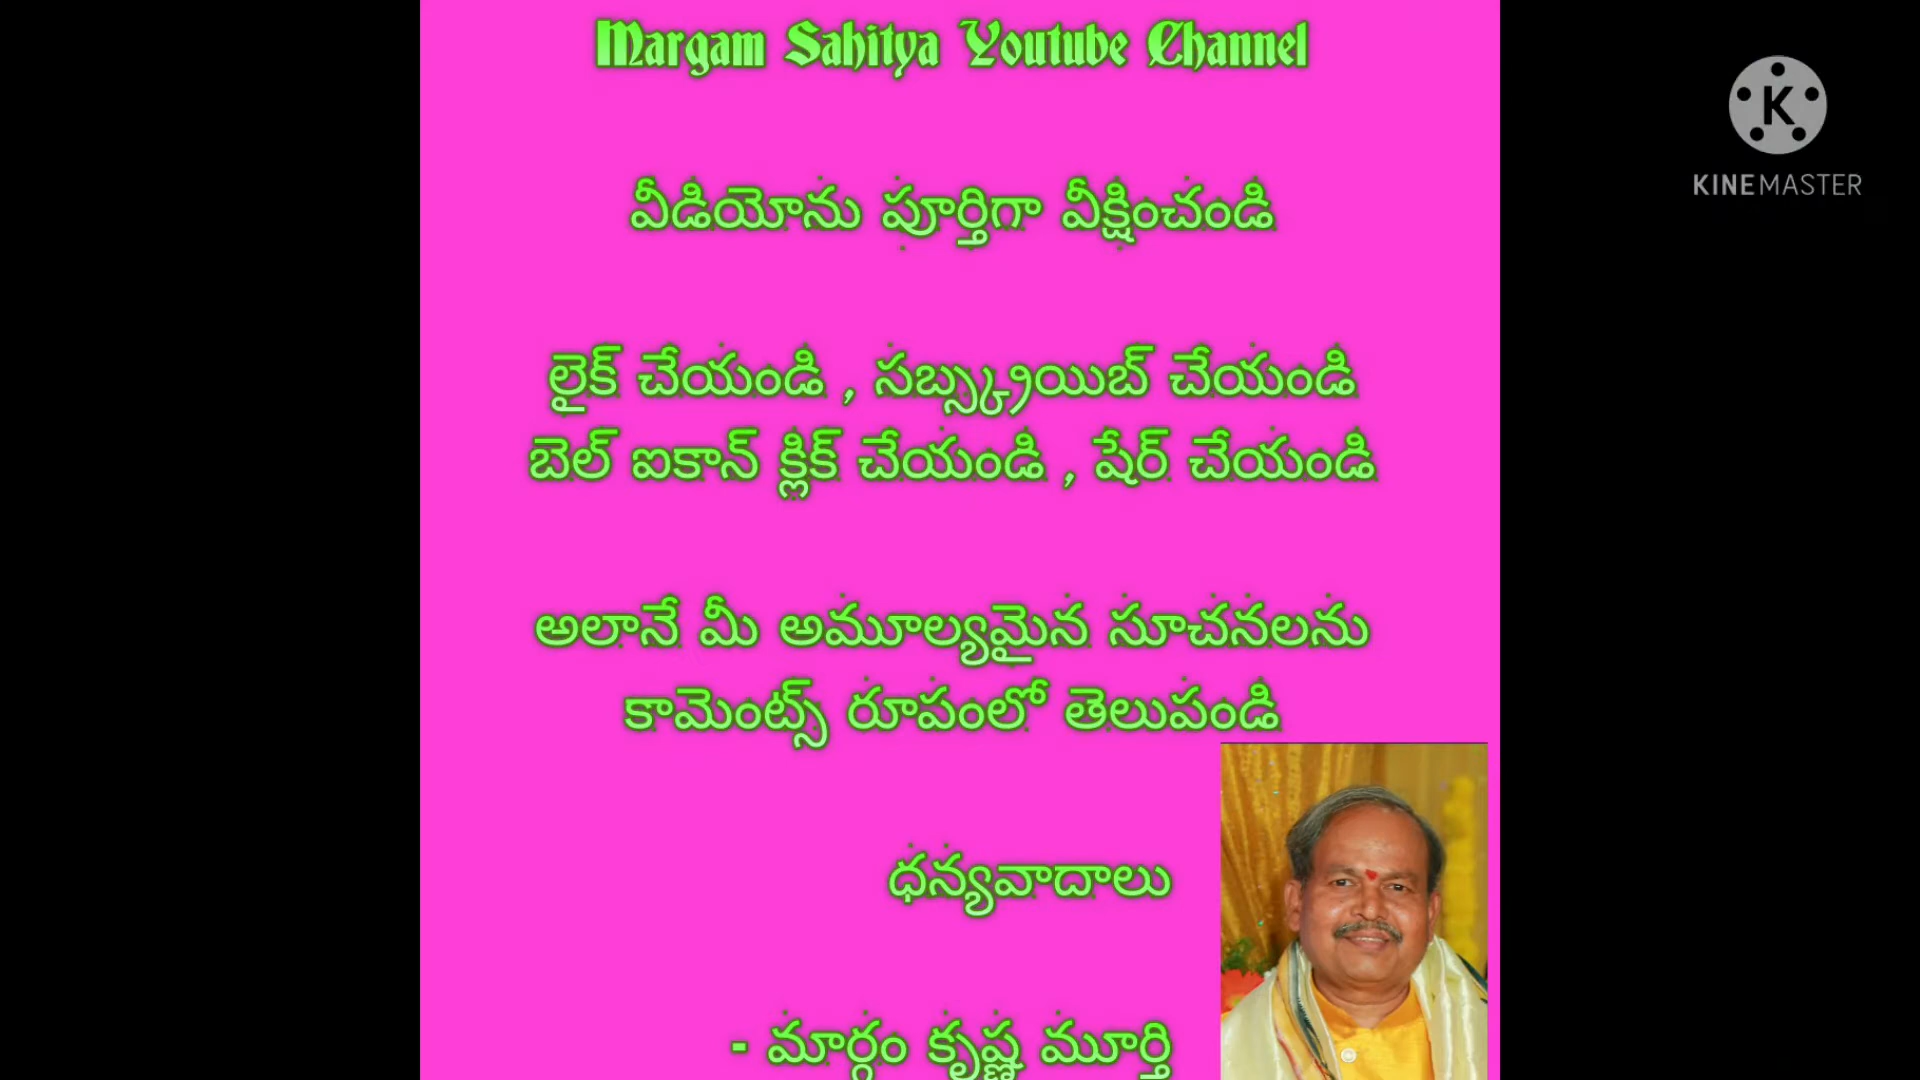 Margam Sahitya Youtube Channel
K
KINEMASTER
వీడియోను పూర్తిగా వీక్షించండి
లైక్ చేయండి , సబ్స్క్రయిబ్ చేయండి
బెల్ ఐకాన్ క్లిక్ చేయండి , షేర్ చేయండి
అలానే మీ అమూల్యమైన సూచనలను
కామెంట్స్ రూపంలో తెలుపండి
ధన్యవాదాలు
- మార్గం కృష్ణ మూర్తి